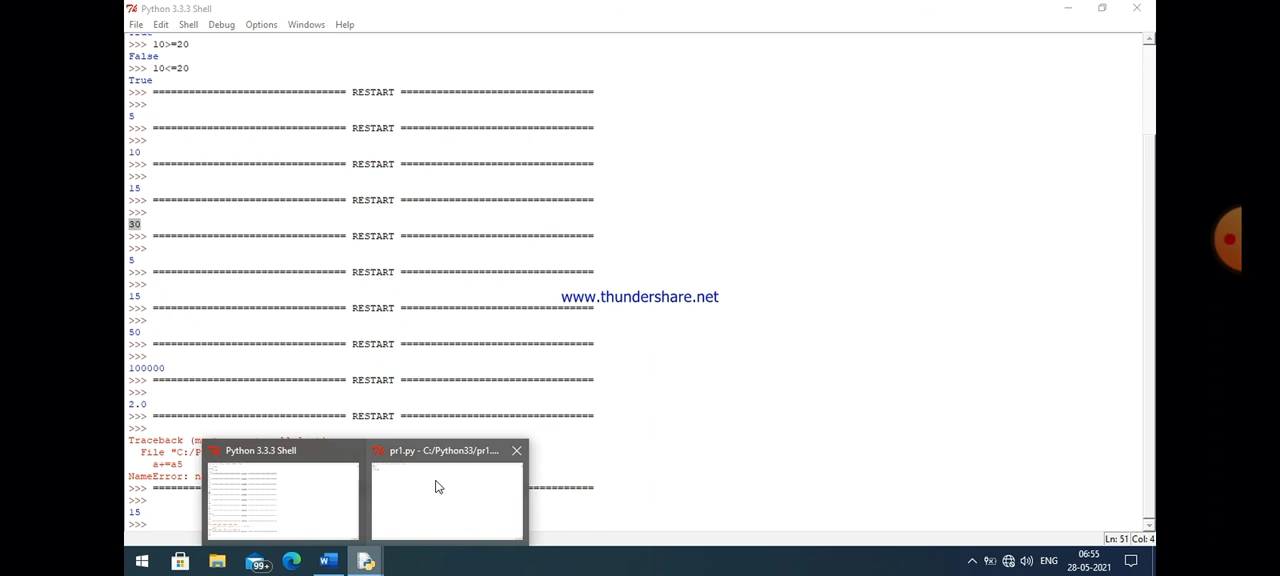 Python 3.3.3 Shell
File Edit Shell Debug Options Windows Help
True
>>> 10>=20
False
>>> 10<=20
True
>>> ================================ RESTART ================================
>>>
5
>>> ================================ RESTART ================================
>>>
10
>>> ================================ RESTART ================================
>>>
15
>>> ================================ RESTART ================================
>>>
30
>>> ================================ RESTART ================================
>>>
5
>>> ================================ RESTART ================================
>>>
15
>>> ================================ RESTART ================================
>>>
50
>>> ================================ RESTART ================================
>>>
100000
>>> ================================ RESTART ================================
>>>
2.0
>>> ================================ RESTART ================================
>>>
Traceback (m
File "C:/P
a+=a5
NameError: n
>>> ==
>>>
15
>>>
www.thundershare.net
Python 3.3.3 Shell
pr1.py - C:/Python33/pr1....
Ln: 51 Col: 4
99+
ENG
06:55
28-05-2021